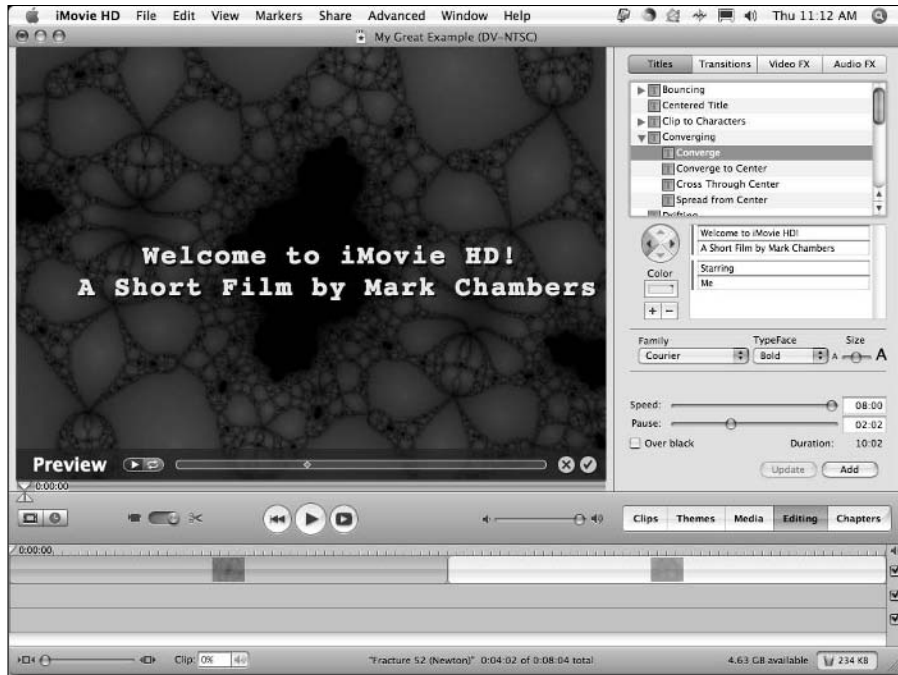 iMovie HD File Edit View Markers Share Advanced Window Help Thu 11:12 AM
My Great Example (DV-NTSC)
Titles Transitions Video FX Audio FX
Bouncing
Centered Title
Clip to Characters
Converging
Converge
Converge to Center
Cross Through Center
Spread from Center
Drifting
Welcome to iMovie HD!
A Short Film by Mark Chambers
Welcome to iMovie HD!
A Short Film by Mark Chambers
Color
Starring
Me
+ −
Family TypeFace Size
Courier Bold A A
Speed: 08:00
Pause: 02:02
Over black Duration: 10:02
Preview
Update Add
0:00:00
Clips Themes Media Editing Chapters
0:00:00
Clip: 0% "Fracture 52 (Newton)" 0:04:02 of 0:08:04 total 4.63 GB available 234 KB